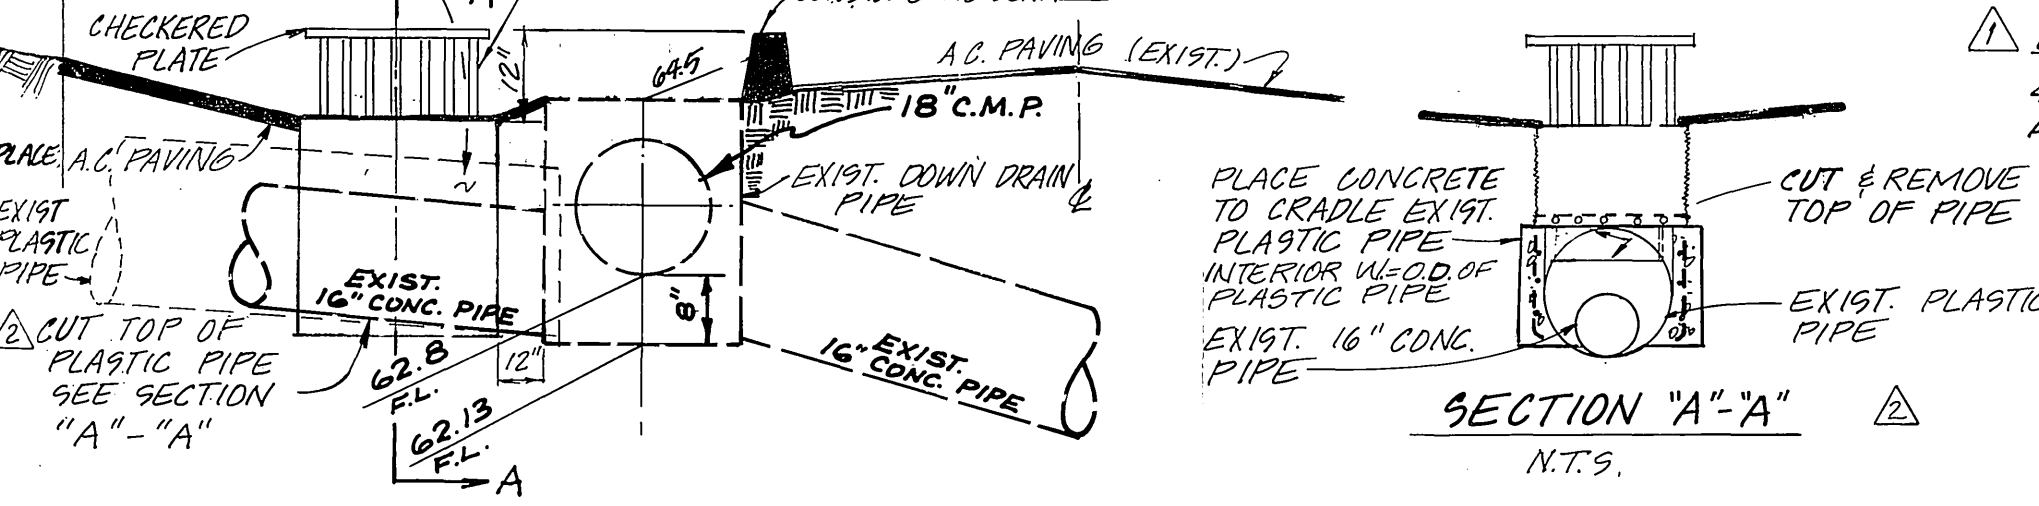 CHECKERED
PLATE
12"
64.5
A.C. PAVING (EXIST.)
18" C.M.P.
PLACE A.C. PAVING
EXIST. DOWN DRAIN
PIPE
EXIST
PLASTIC
PIPE
EXIST.
16" CONC. PIPE
8"
EXIST.
16" CONC. PIPE
2 CUT TOP OF
PLASTIC PIPE
SEE SECTION
"A"-"A"
12"
62.8
F.L.
62.13
F.L.
A
1
PLACE CONCRETE
TO CRADLE EXIST.
PLASTIC PIPE
INTERIOR W.=O.D. OF
PLASTIC PIPE
EXIST. 16" CONC.
PIPE
CUT & REMOVE
TOP OF PIPE
EXIST. PLASTIC
PIPE
SECTION "A"-"A"
2
N.T.S.